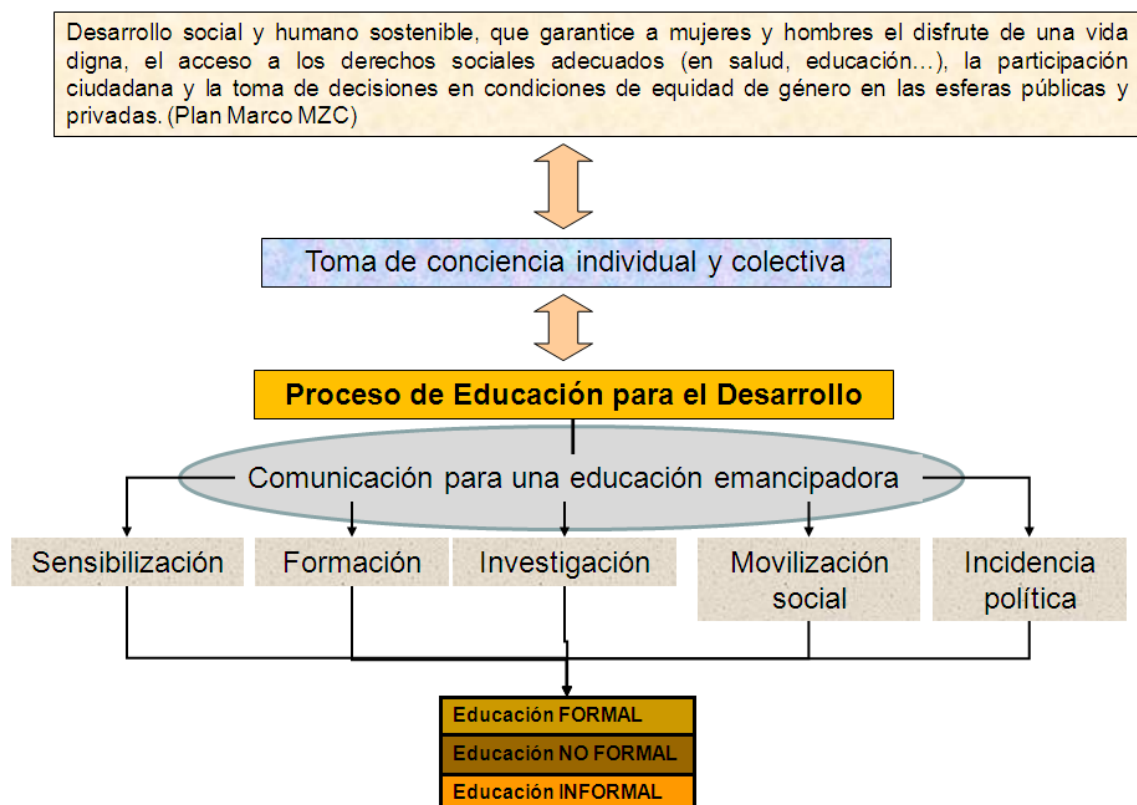 Desarrollo social y humano sostenible, que garantice a mujeres y hombres el disfrute de una vida
digna, el acceso a los derechos sociales adecuados (en salud, educación…), la participación
ciudadana y la toma de decisiones en condiciones de equidad de género en las esferas públicas y
privadas. (Plan Marco MZC)
Toma de conciencia individual y colectiva
Proceso de Educación para el Desarrollo
Comunicación para una educación emancipadora
Sensibilización
Formación
Investigación
Movilización
social
Incidencia
política
Educación FORMAL
Educación NO FORMAL
Educación INFORMAL